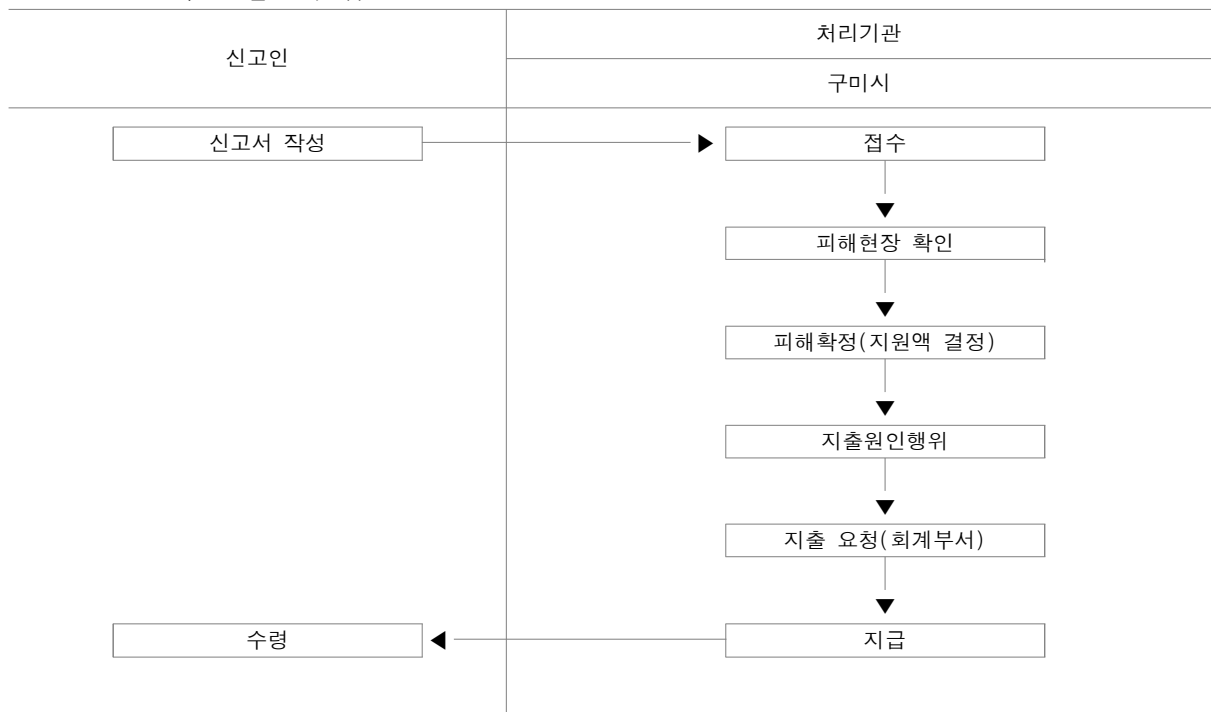 신고인
처리기관
구미시
신고서 작성
접수
피해현장 확인
피해확정(지원액 결정)
지출원인행위
지출 요청(회계부서)
수령
지급